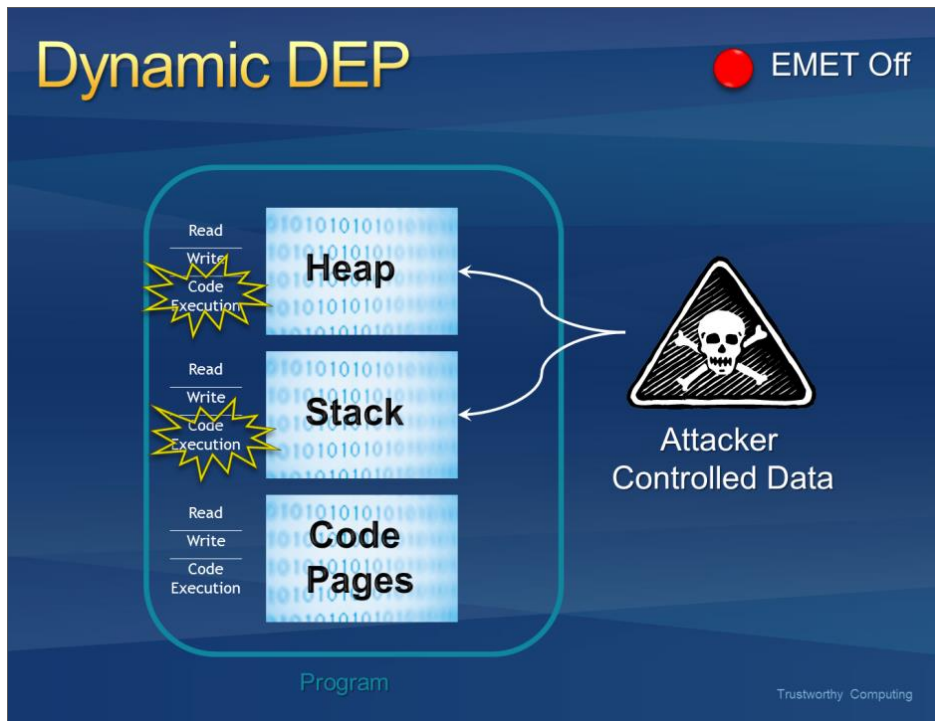 Dynamic DEP
EMET Off
Read
Write
Code
Execution
Heap
Read
Write
Code
Execution
Stack
Read
Write
Code
Execution
Code
Pages
Attacker
Controlled Data
Program
Trustworthy Computing